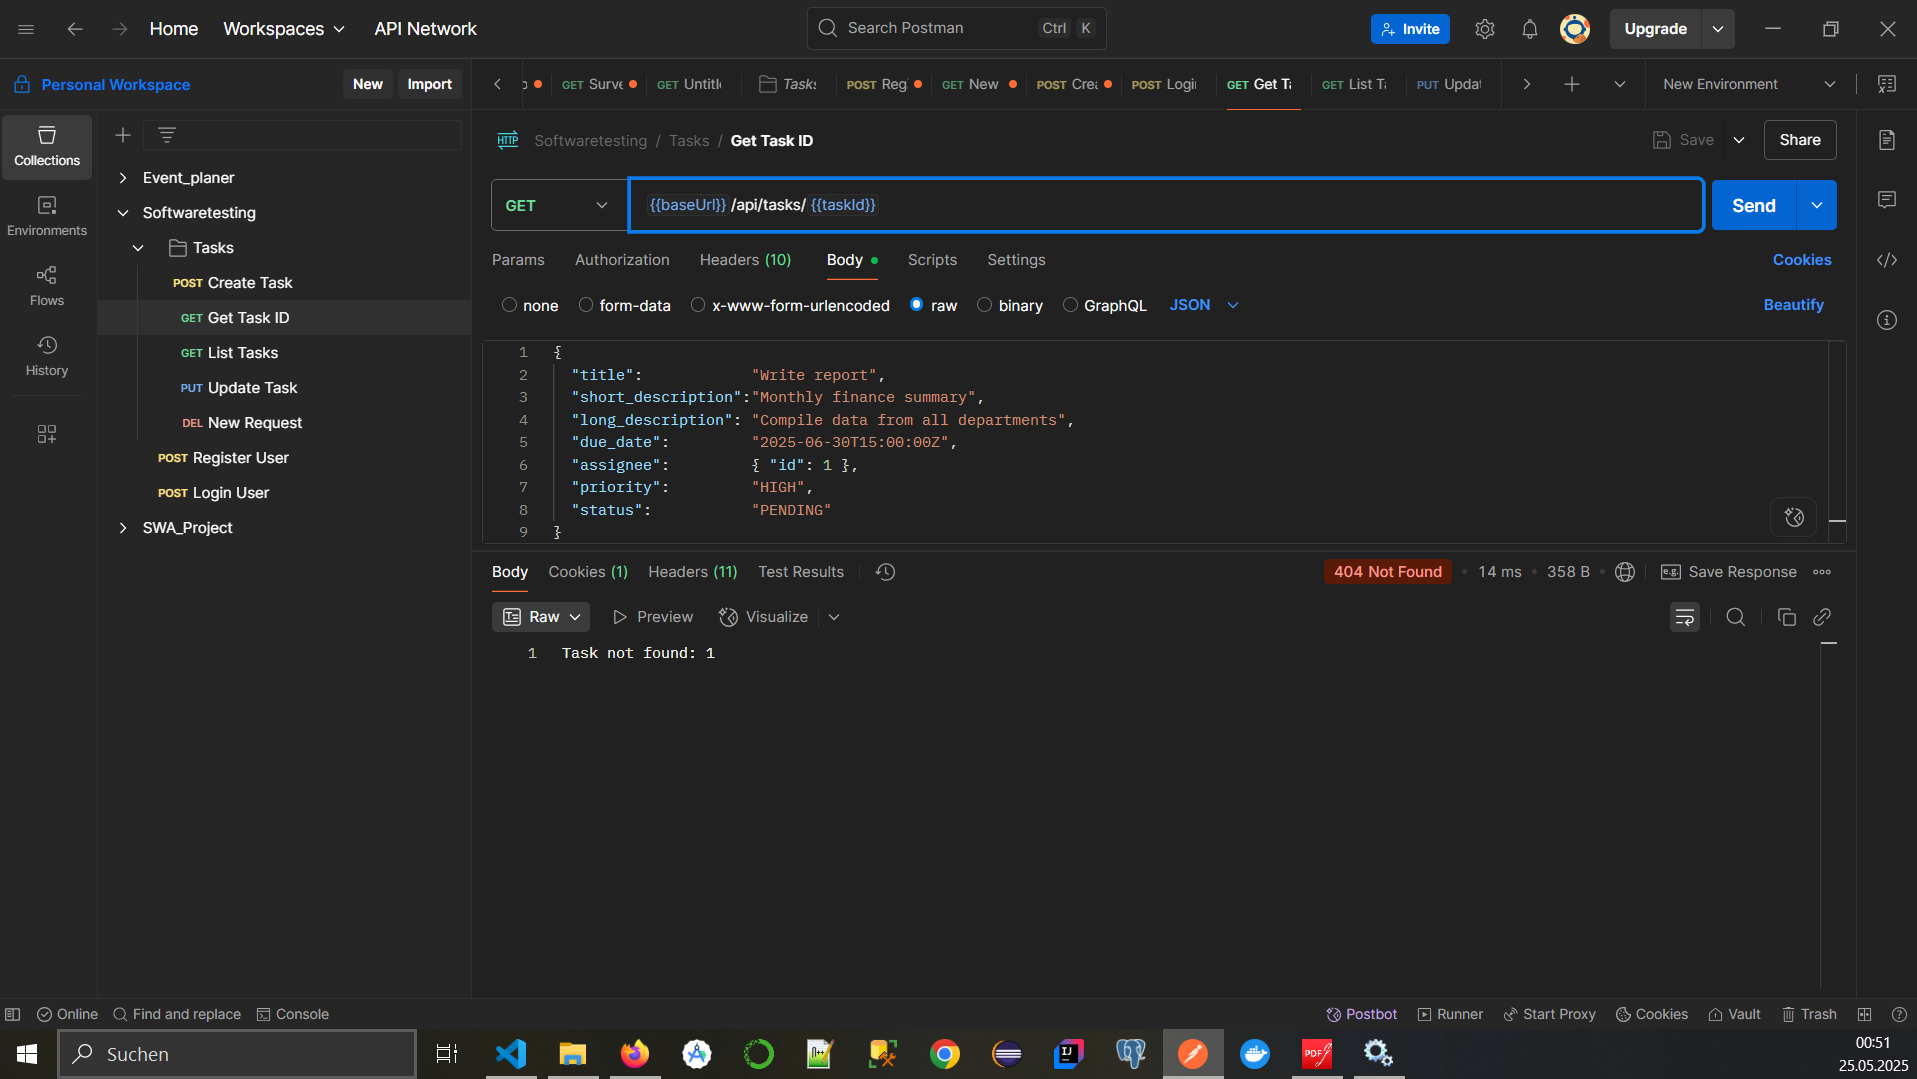 Home Workspaces API Network
Search Postman Ctrl K
Invite Upgrade
Personal Workspace New Import
GET Surve GET Untitl Tasks POST Reg GET New POST Crea POST Login GET Get Ta GET List Ta PUT Updat New Environment
Collections
Environments
Flows
History
Event_planer
Softwaretesting
Tasks
POST Create Task
GET Get Task ID
GET List Tasks
PUT Update Task
DEL New Request
POST Register User
POST Login User
SWA_Project
HTTP Softwaretesting / Tasks / Get Task ID Save Share
GET {{baseUrl}} /api/tasks/ {{taskId}} Send
Params Authorization Headers (10) Body Scripts Settings Cookies
none form-data x-www-form-urlencoded raw binary GraphQL JSON Beautify
1 {
2 "title": "Write report",
3 "short_description":"Monthly finance summary",
4 "long_description": "Compile data from all departments",
5 "due_date": "2025-06-30T15:00:00Z",
6 "assignee": { "id": 1 },
7 "priority": "HIGH",
8 "status": "PENDING"
9 }
Body Cookies (1) Headers (11) Test Results 404 Not Found • 14 ms • 358 B • e.g. Save Response
Raw Preview Visualize
1 Task not found: 1
Online Find and replace Console Postbot Runner Start Proxy Cookies Vault Trash
Suchen
00:51
25.05.2025